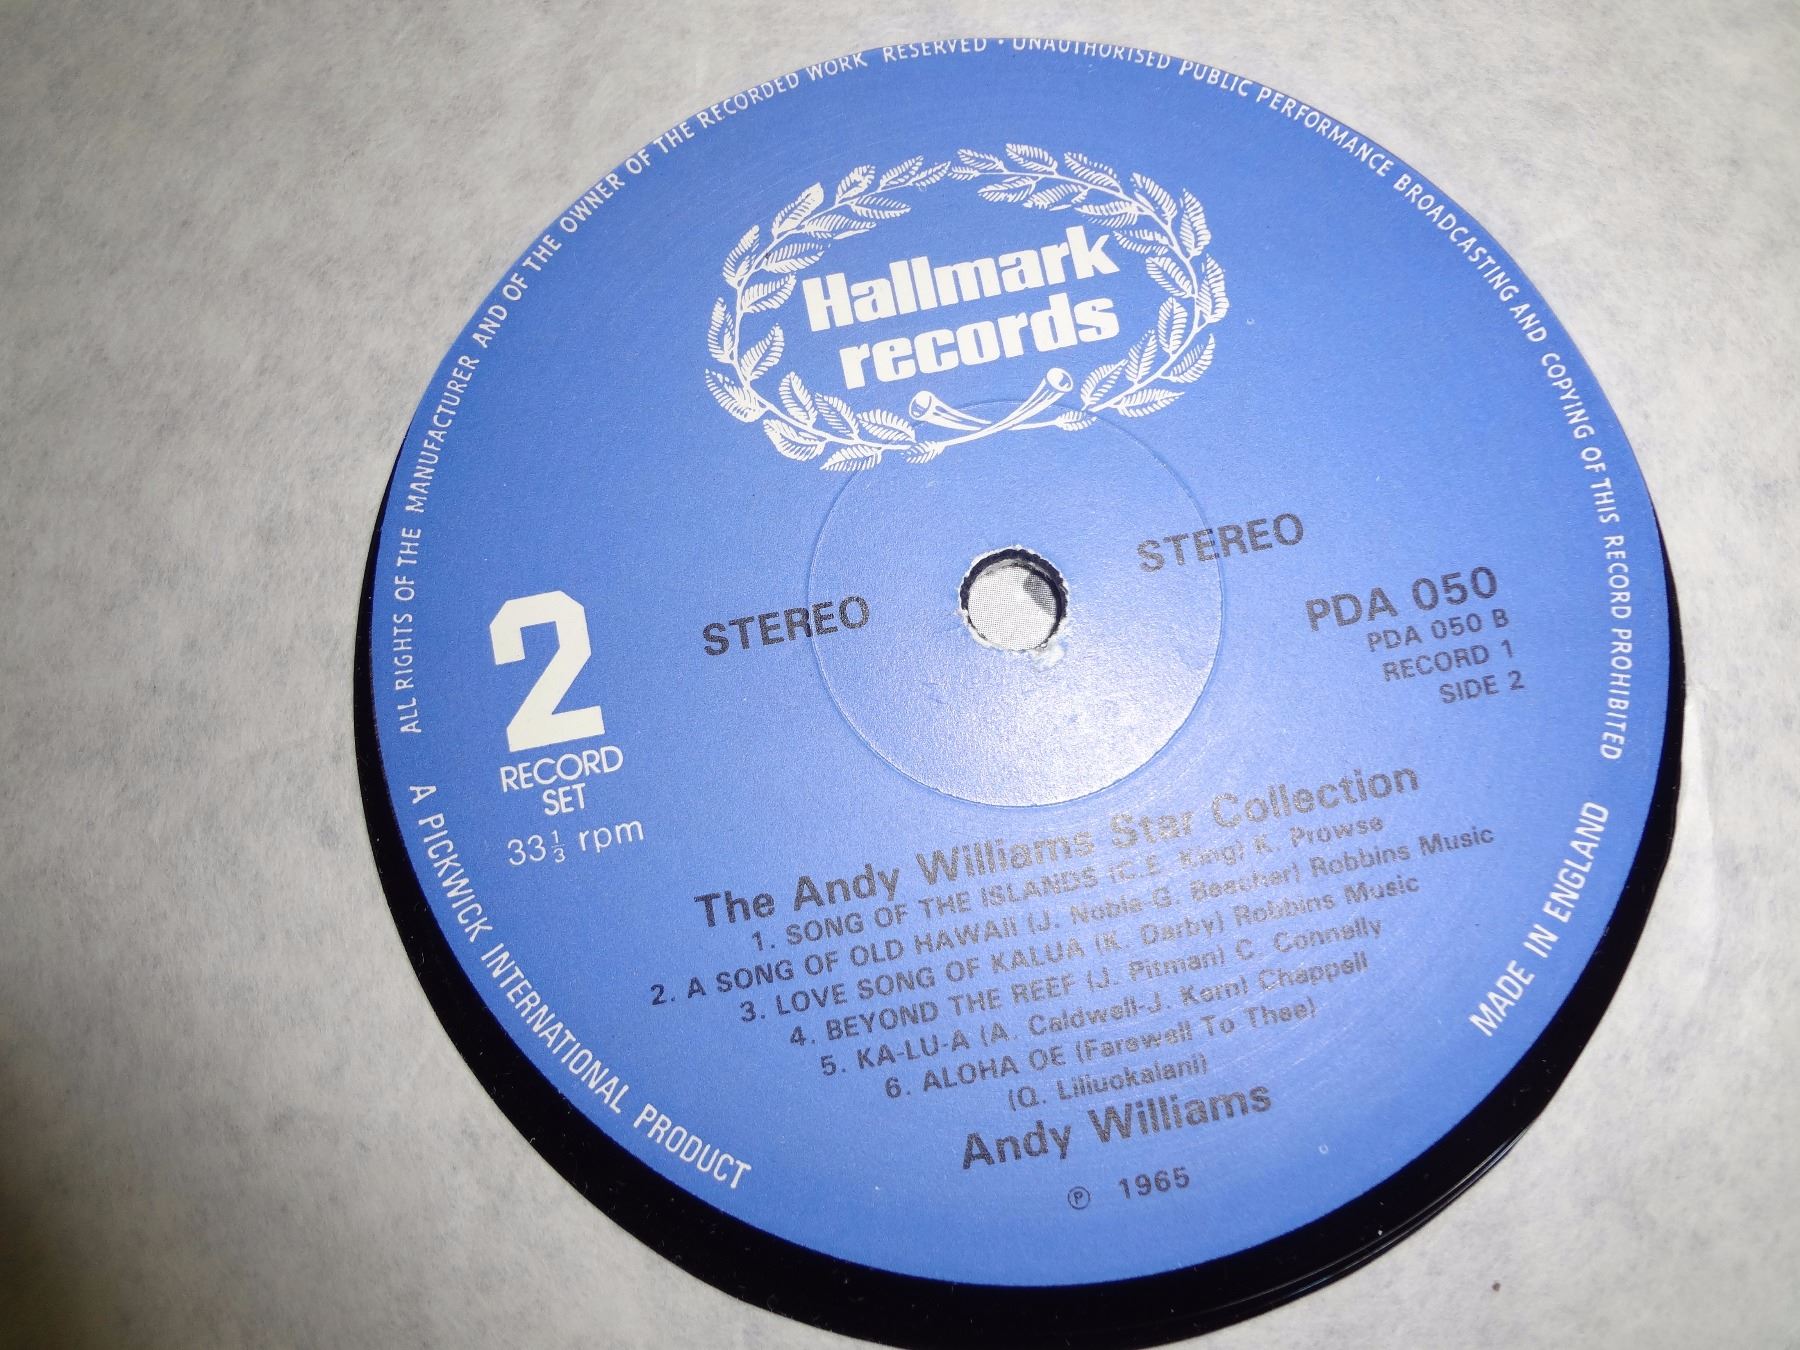 ALL RIGHTS OF THE MANUFACTURER AND OF THE OWNER OF THE RECORDED WORK RESERVED • UNAUTHORISED PUBLIC PERFORMANCE BROADCASTING AND COPYING OF THIS RECORD PROHIBITED
Hallmark
records
STEREO
STEREO
2
RECORD
SET
33⅓ rpm
PDA 050
PDA 050 B
RECORD 1
SIDE 2
The Andy Williams Star Collection
1. SONG OF THE ISLANDS (C.E. King) K. Prowse
2. A SONG OF OLD HAWAII (J. Noble-G. Beecher) Robbins Music
3. LOVE SONG OF KALUA (K. Darby) Robbins Music
4. BEYOND THE REEF (J. Pitman) C. Connelly
5. KA-LU-A (A. Caldwell-J. Kern) Chappell
6. ALOHA OE (Farewell To Thee)
(Q. Liliuokalani)
Andy Williams
℗ 1965
A PICKWICK INTERNATIONAL PRODUCT
MADE IN ENGLAND